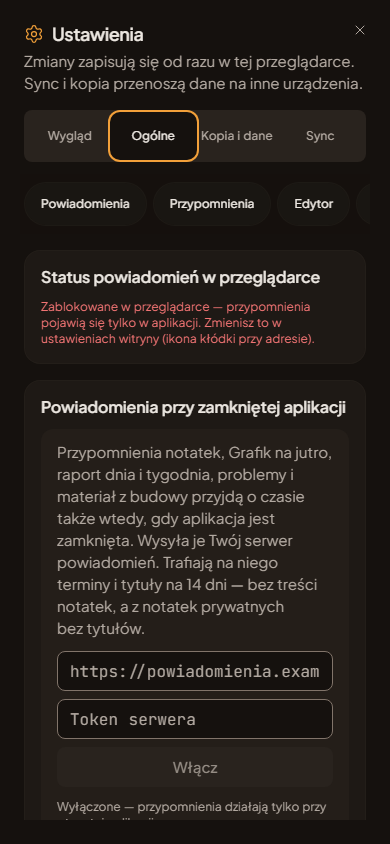 Ustawienia
Zmiany zapisują się od razu w tej przeglądarce.
Sync i kopia przenoszą dane na inne urządzenia.
Wygląd Ogólne Kopia i dane Sync
Powiadomienia Przypomnienia Edytor
Status powiadomień w przeglądarce
Zablokowane w przeglądarce — przypomnienia
pojawią się tylko w aplikacji. Zmienisz to w
ustawieniach witryny (ikona kłódki przy adresie).
Powiadomienia przy zamkniętej aplikacji
Przypomnienia notatek, Grafik na jutro,
raport dnia i tygodnia, problemy i
materiał z budowy przyjdą o czasie
także wtedy, gdy aplikacja jest
zamknięta. Wysyła je Twój serwer
powiadomień. Trafiają na niego
terminy i tytuły na 14 dni — bez treści
notatek, a z notatek prywatnych
bez tytułów.
https://powiadomienia.exam
Token serwera
Włącz
Wyłączone — przypomnienia działają tylko przy